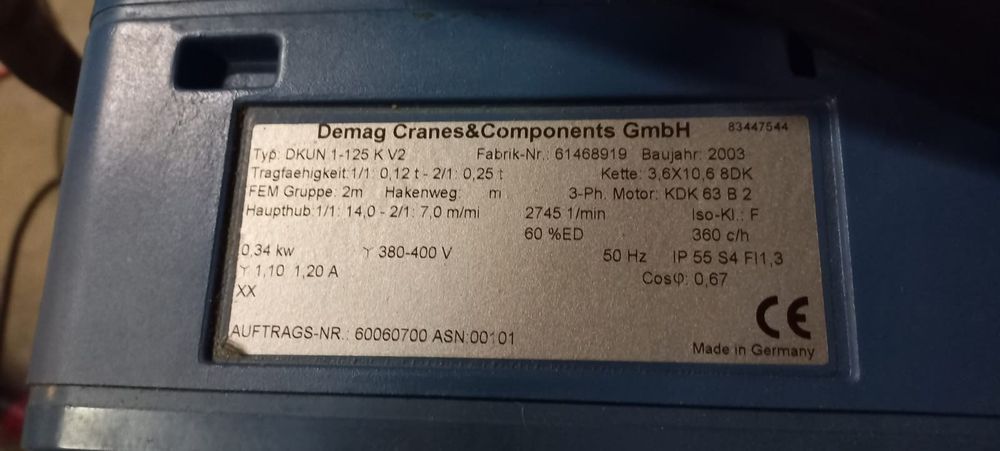 Demag Cranes&Components GmbH 83447544
Typ: DKUN 1-125 K V2 Fabrik-Nr.: 61468919 Baujahr: 2003
Tragfaehigkeit:1/1: 0,12 t - 2/1: 0,25 t Kette: 3,6X10,6 8DK
FEM Gruppe: 2m Hakenweg: m 3-Ph. Motor: KDK 63 B 2
Haupthub 1/1: 14,0 - 2/1: 7,0 m/mi 2745 1/min Iso-Kl.: F
60 %ED 360 c/h
0,34 kw Y 380-400 V 50 Hz IP 55 S4 FI1,3
Y 1,10 1,20 A Cosφ: 0,67
XX
CE
AUFTRAGS-NR.: 60060700 ASN:00101
Made in Germany